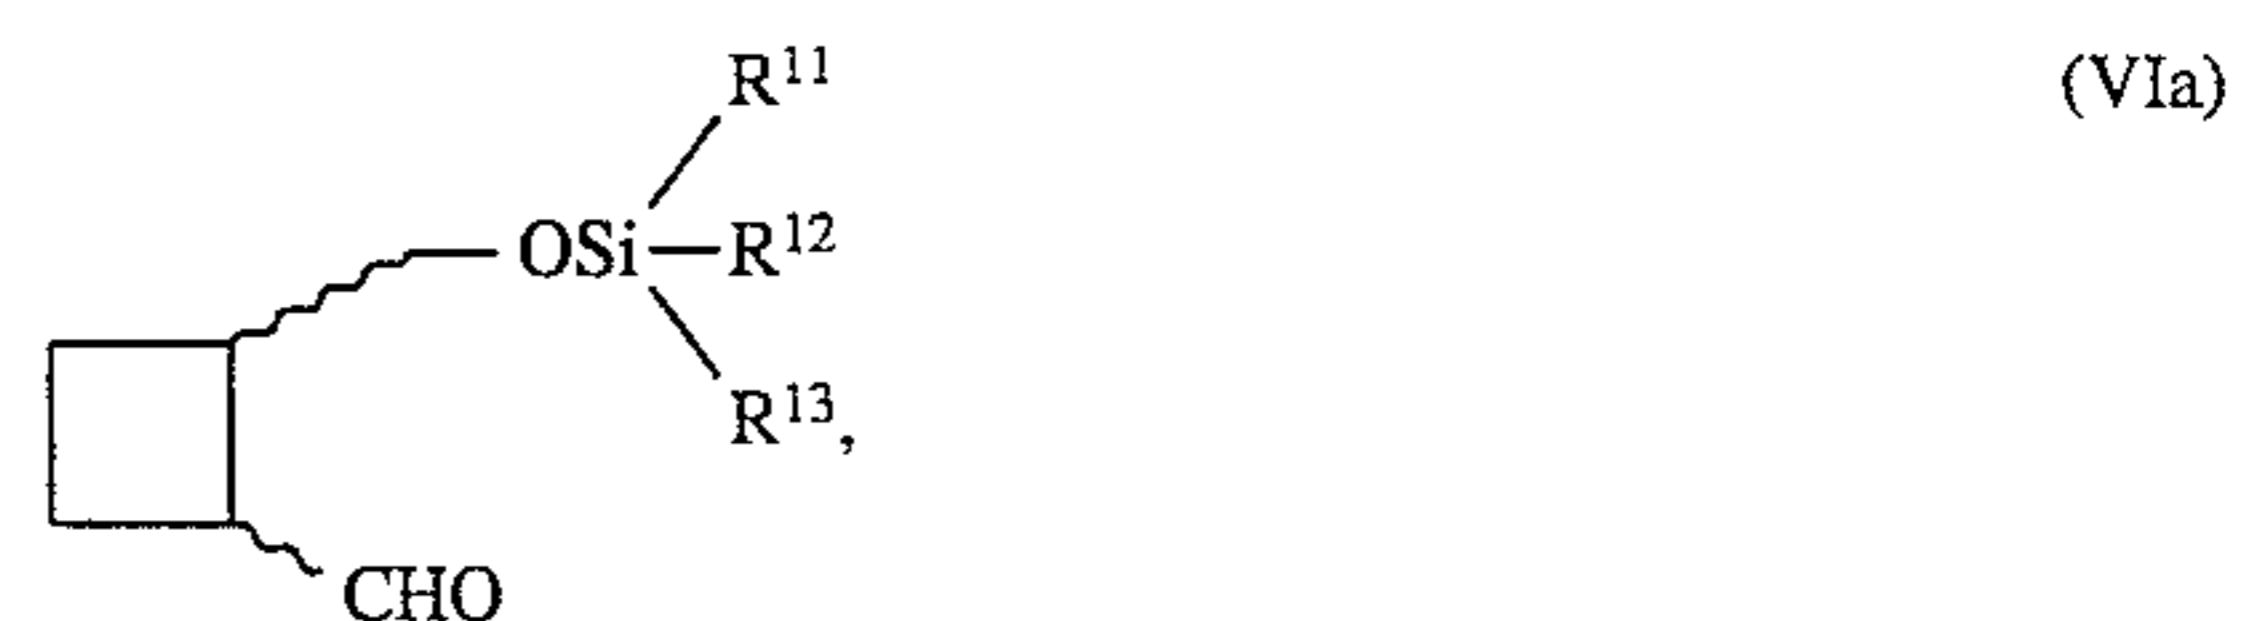 R¹¹
(VIa)
OSi—R¹²
R¹³,
CHO